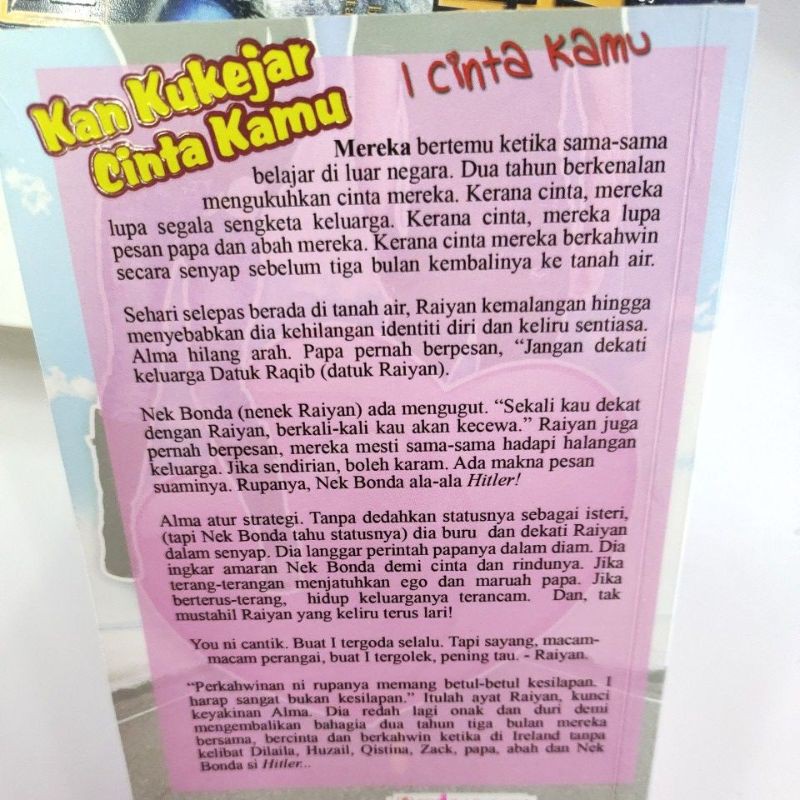 Kan Kukejar
Cinta Kamu
I Cinta Kamu
Mereka bertemu ketika sama-sama
belajar di luar negara. Dua tahun berkenalan
mengukuhkan cinta mereka. Kerana cinta, mereka
lupa segala sengketa keluarga. Kerana cinta, mereka lupa
pesan papa dan abah mereka. Kerana cinta mereka berkahwin
secara senyap sebelum tiga bulan kembalinya ke tanah air.
Sehari selepas berada di tanah air, Raiyan kemalangan hingga
menyebabkan dia kehilangan identiti diri dan keliru sentiasa.
Alma hilang arah. Papa pernah berpesan, “Jangan dekati
keluarga Datuk Raqib (datuk Raiyan).
Nek Bonda (nenek Raiyan) ada mengugut. “Sekali kau dekat
dengan Raiyan, berkali-kali kau akan kecewa.” Raiyan juga
pernah berpesan, mereka mesti sama-sama hadapi halangan
keluarga. Jika sendirian, boleh karam. Ada makna pesan
suaminya. Rupanya, Nek Bonda ala-ala Hitler!
Alma atur strategi. Tanpa dedahkan statusnya sebagai isteri,
(tapi Nek Bonda tahu statusnya) dia buru  dan dekati Raiyan
dalam senyap. Dia langgar perintah papanya dalam diam. Dia
ingkar amaran Nek Bonda demi cinta dan rindunya. Jika
terang-terangan menjatuhkan ego dan maruah papa. Jika
berterus-terang,  hidup keluarganya terancam.  Dan, tak
mustahil Raiyan yang keliru terus lari!
You ni cantik. Buat I tergoda selalu. Tapi sayang, macam-
macam perangai, buat I tergolek, pening tau. - Raiyan.
“Perkahwinan ni rupanya memang betul-betul kesilapan. I
harap sangat bukan kesilapan.” Itulah ayat Raiyan, kunci
keyakinan Alma. Dia redah lagi onak dan duri demi
mengembalikan bahagia dua tahun tiga bulan mereka
bersama, bercinta dan berkahwin ketika di Ireland tanpa
kelibat Dilaila, Huzail, Qistina, Zack, papa, abah dan Nek
Bonda si Hitler...